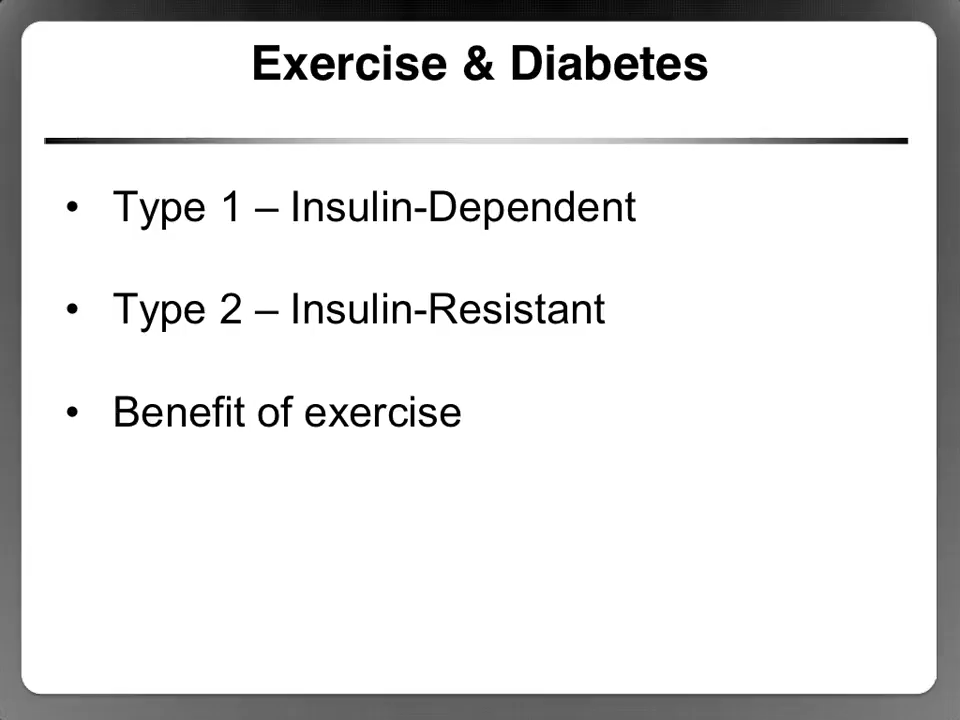 Exercise & Diabetes
• Type 1 – Insulin-Dependent
• Type 2 – Insulin-Resistant
• Benefit of exercise